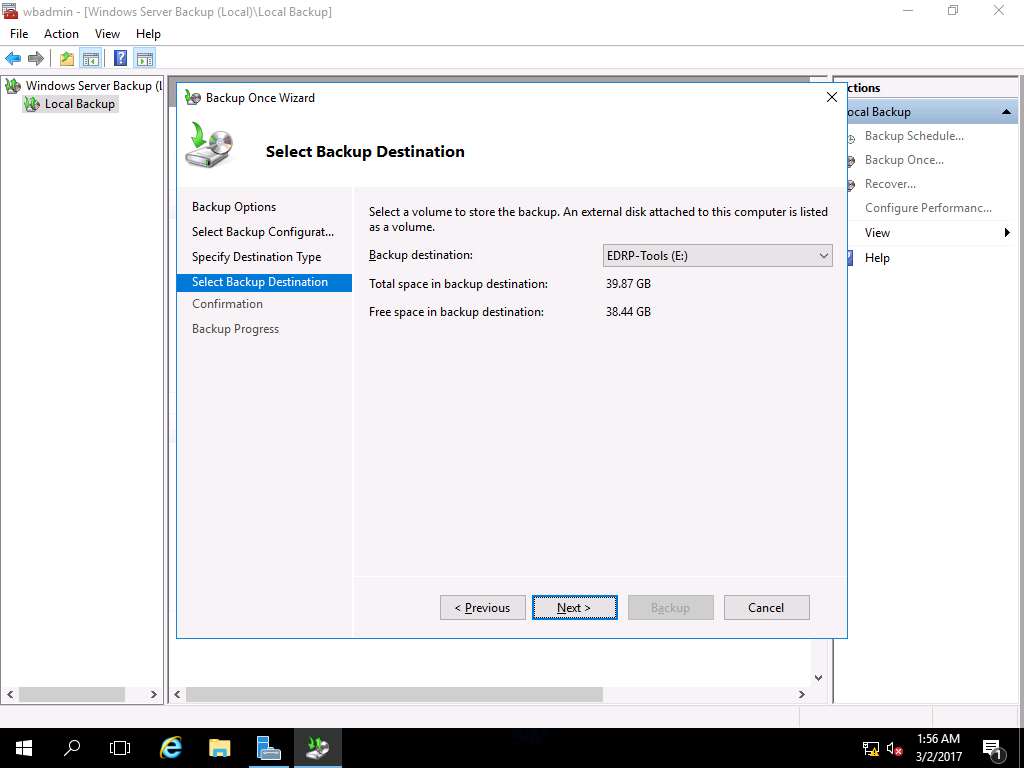 wbadmin - [Windows Server Backup (Local)\Local Backup]
File Action View Help
Windows Server Backup (L
Local Backup
Backup Once Wizard
Select Backup Destination
Backup Options
Select Backup Configurat...
Specify Destination Type
Select Backup Destination
Confirmation
Backup Progress
Select a volume to store the backup. An external disk attached to this computer is listed
as a volume.
Backup destination: EDRP-Tools (E:)
Total space in backup destination: 39.87 GB
Free space in backup destination: 38.44 GB
< Previous Next > Backup Cancel
ctions
ocal Backup
Backup Schedule...
Backup Once...
Recover...
Configure Performanc...
View
Help
1:56 AM
3/2/2017
1